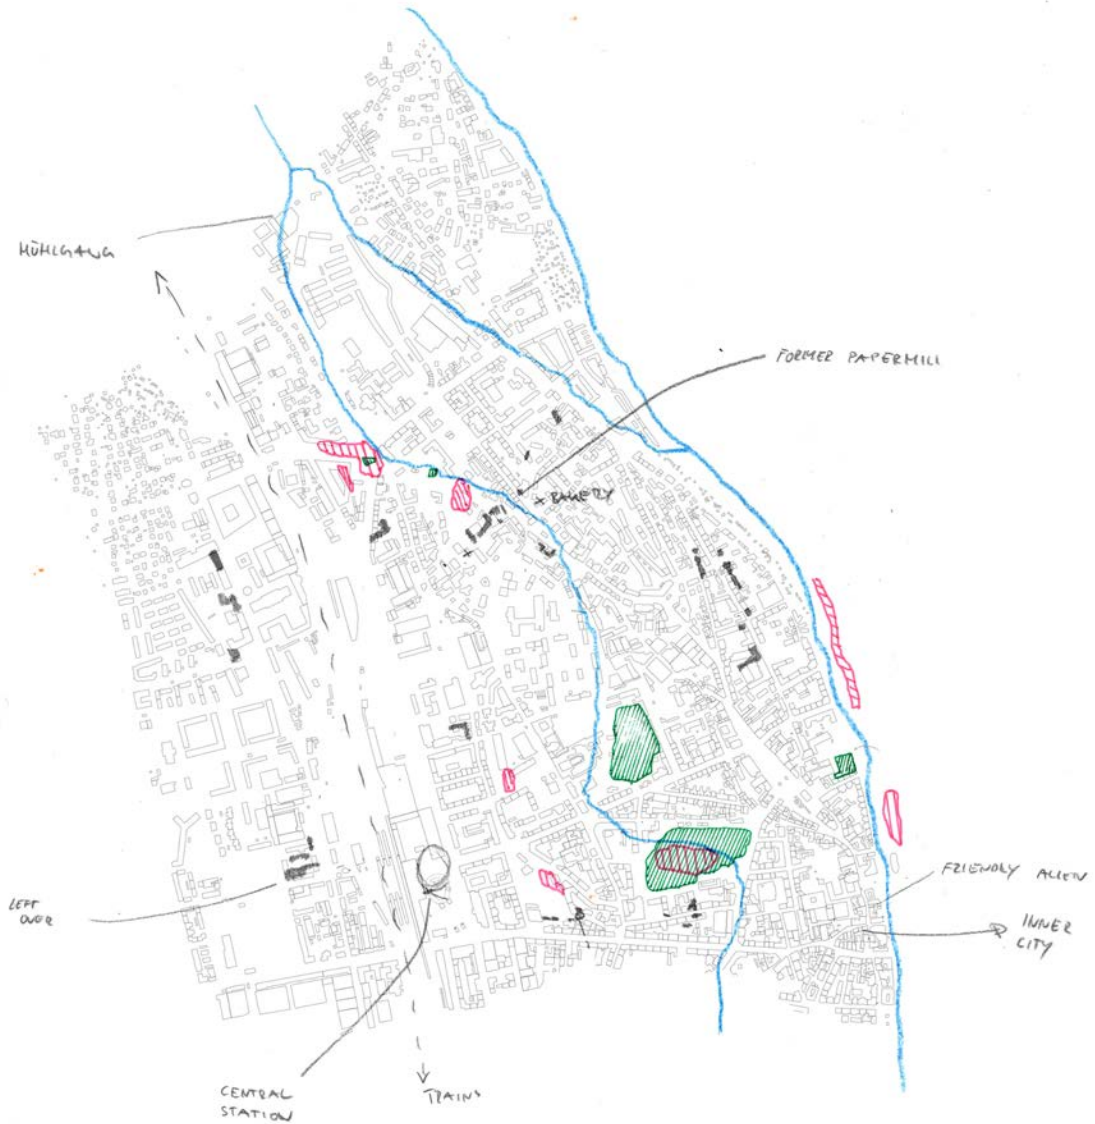 MÜHLGANG
FORMER PAPERMILL
× BAKERY
FRIENDLY ALIEN
LEFT
OVER
INNER
CITY
CENTRAL
STATION
TRAINS